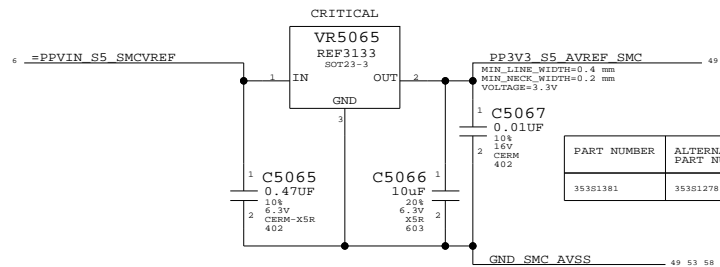 CRITICAL
VR5065
REF3133
SOT23-3
6 =PPVIN_S5_SMCVREF
PP3V3_S5_AVREF_SMC 49
1 IN
OUT 2
MIN_LINE_WIDTH=0.4 mm
MIN_NECK_WIDTH=0.2 mm
VOLTAGE=3.3V
GND
3
1 C5067
0.01UF
10%
16V
2 CERM
402
PART NUMBER
ALTERNA
PART NU
353S1381
353S1278
1 C5065
0.47UF
10%
2 6.3V
CERM-X5R
402
C5066 1
10uF
20%
6.3V 2
X5R
603
GND_SMC_AVSS 49 53 58